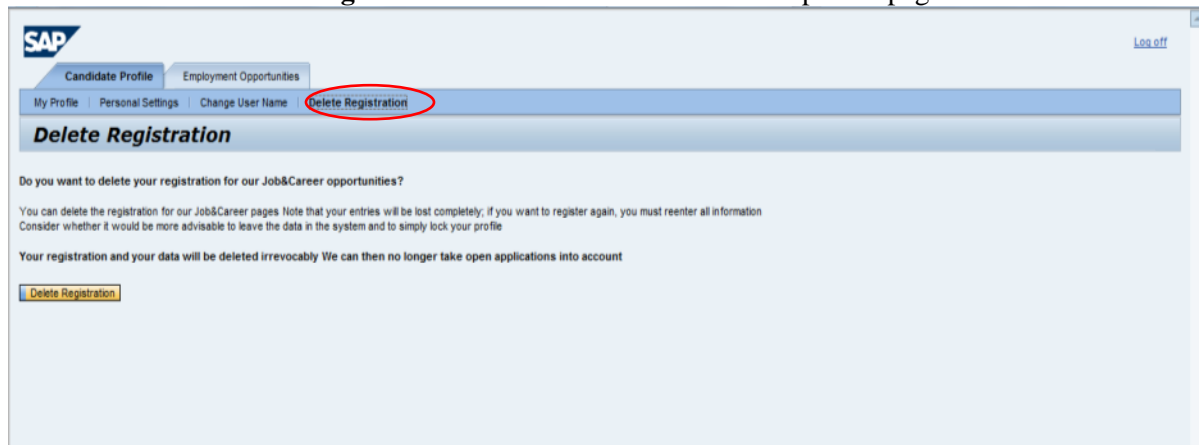 SAP
Log off
Candidate Profile Employment Opportunities
My Profile | Personal Settings | Change User Name | Delete Registration
Delete Registration
Do you want to delete your registration for our Job&Career opportunities?
You can delete the registration for our Job&Career pages Note that your entries will be lost completely; if you want to register again, you must reenter all information
Consider whether it would be more advisable to leave the data in the system and to simply lock your profile
Your registration and your data will be deleted irrevocably We can then no longer take open applications into account
Delete Registration